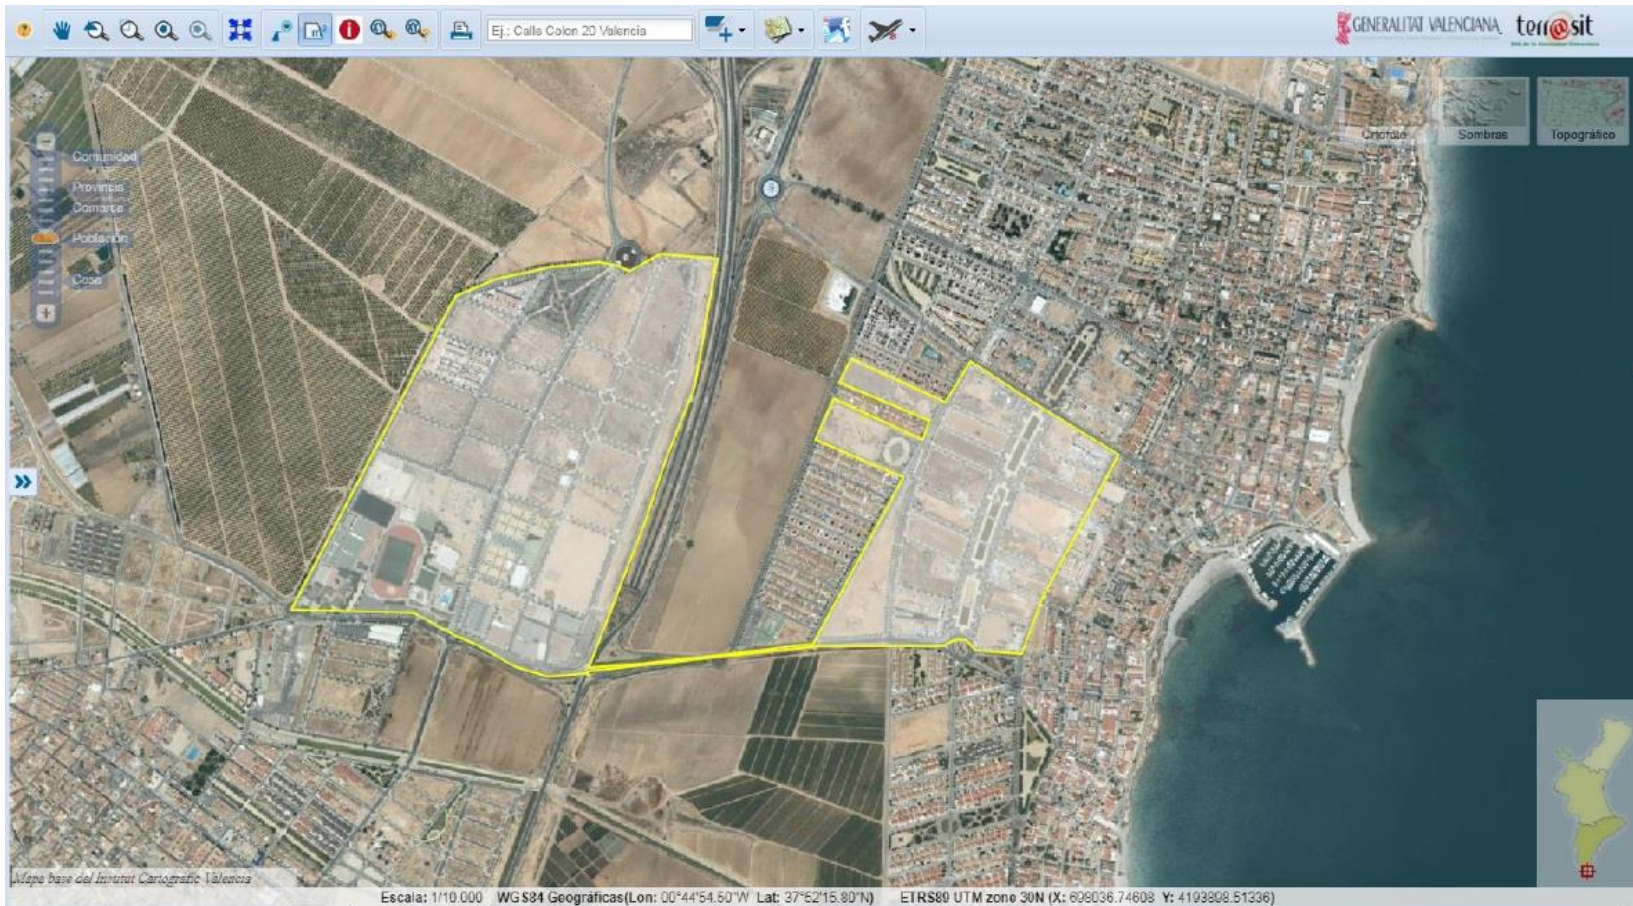 Ej.: Calle Colon 20 Valencia
GENERALITAT VALENCIANA
terr@sit
Comunidad
Provincia
Comarca
Población
Casa
Ortofoto
Sombras
Topográfico
Mapa base del Institut Cartogràfic Valencià
Escala: 1/10.000 WGS84 Geográficas(Lon: 00°44'54.50"W Lat: 37°52'15.80"N) ETRS89 UTM zone 30N (X: 698036.74608 Y: 4193898.51336)